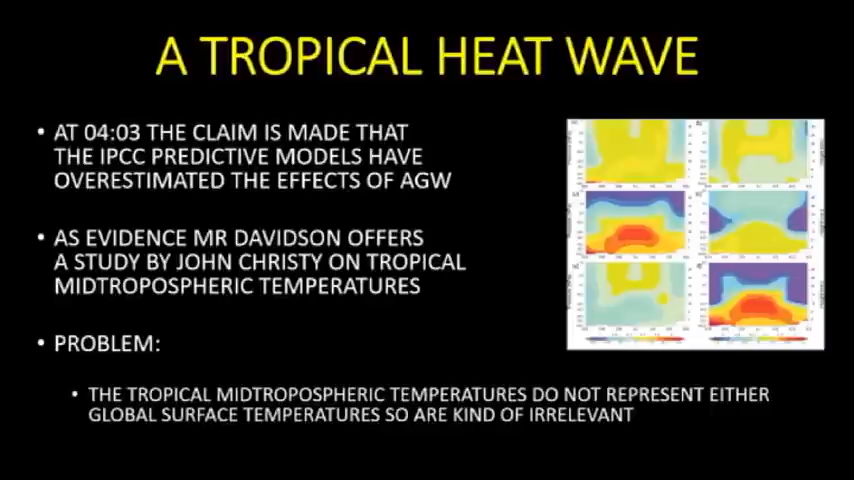 A TROPICAL HEAT WAVE
• AT 04:03 THE CLAIM IS MADE THAT
THE IPCC PREDICTIVE MODELS HAVE
OVERESTIMATED THE EFFECTS OF AGW
• AS EVIDENCE MR DAVIDSON OFFERS
A STUDY BY JOHN CHRISTY ON TROPICAL
MIDTROPOSPHERIC TEMPERATURES
• PROBLEM:
• THE TROPICAL MIDTROPOSPHERIC TEMPERATURES DO NOT REPRESENT EITHER
GLOBAL SURFACE TEMPERATURES SO ARE KIND OF IRRELEVANT